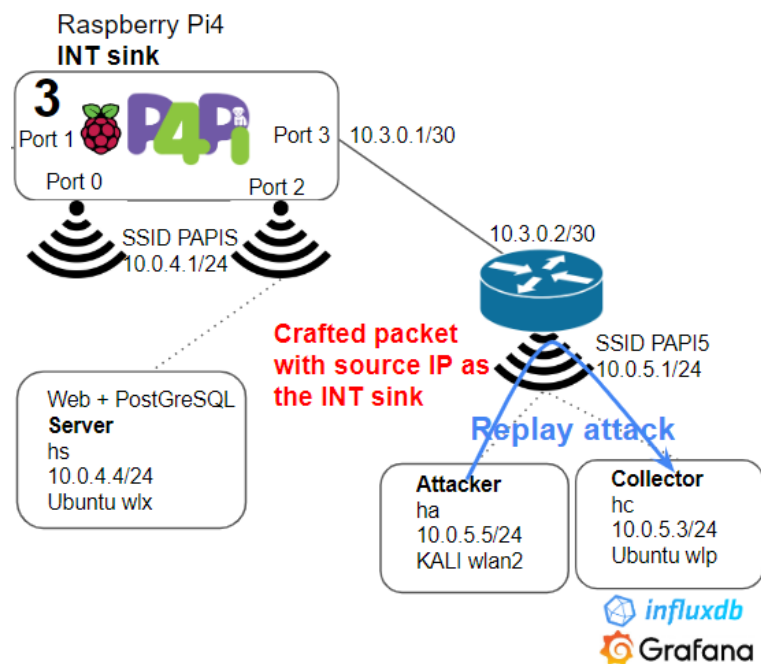 Raspberry Pi4
INT sink
3
P4Pi
Port 1
Port 3
10.3.0.1/30
Port 0
Port 2
SSID PAPIS
10.0.4.1/24
10.3.0.2/30
Crafted packet
with source IP as
the INT sink
SSID PAPI5
10.0.5.1/24
Replay attack
Web + PostGreSQL
Server
hs
10.0.4.4/24
Ubuntu wlx
Attacker
ha
10.0.5.5/24
KALI wlan2
Collector
hc
10.0.5.3/24
Ubuntu wlp
influxdb
Grafana